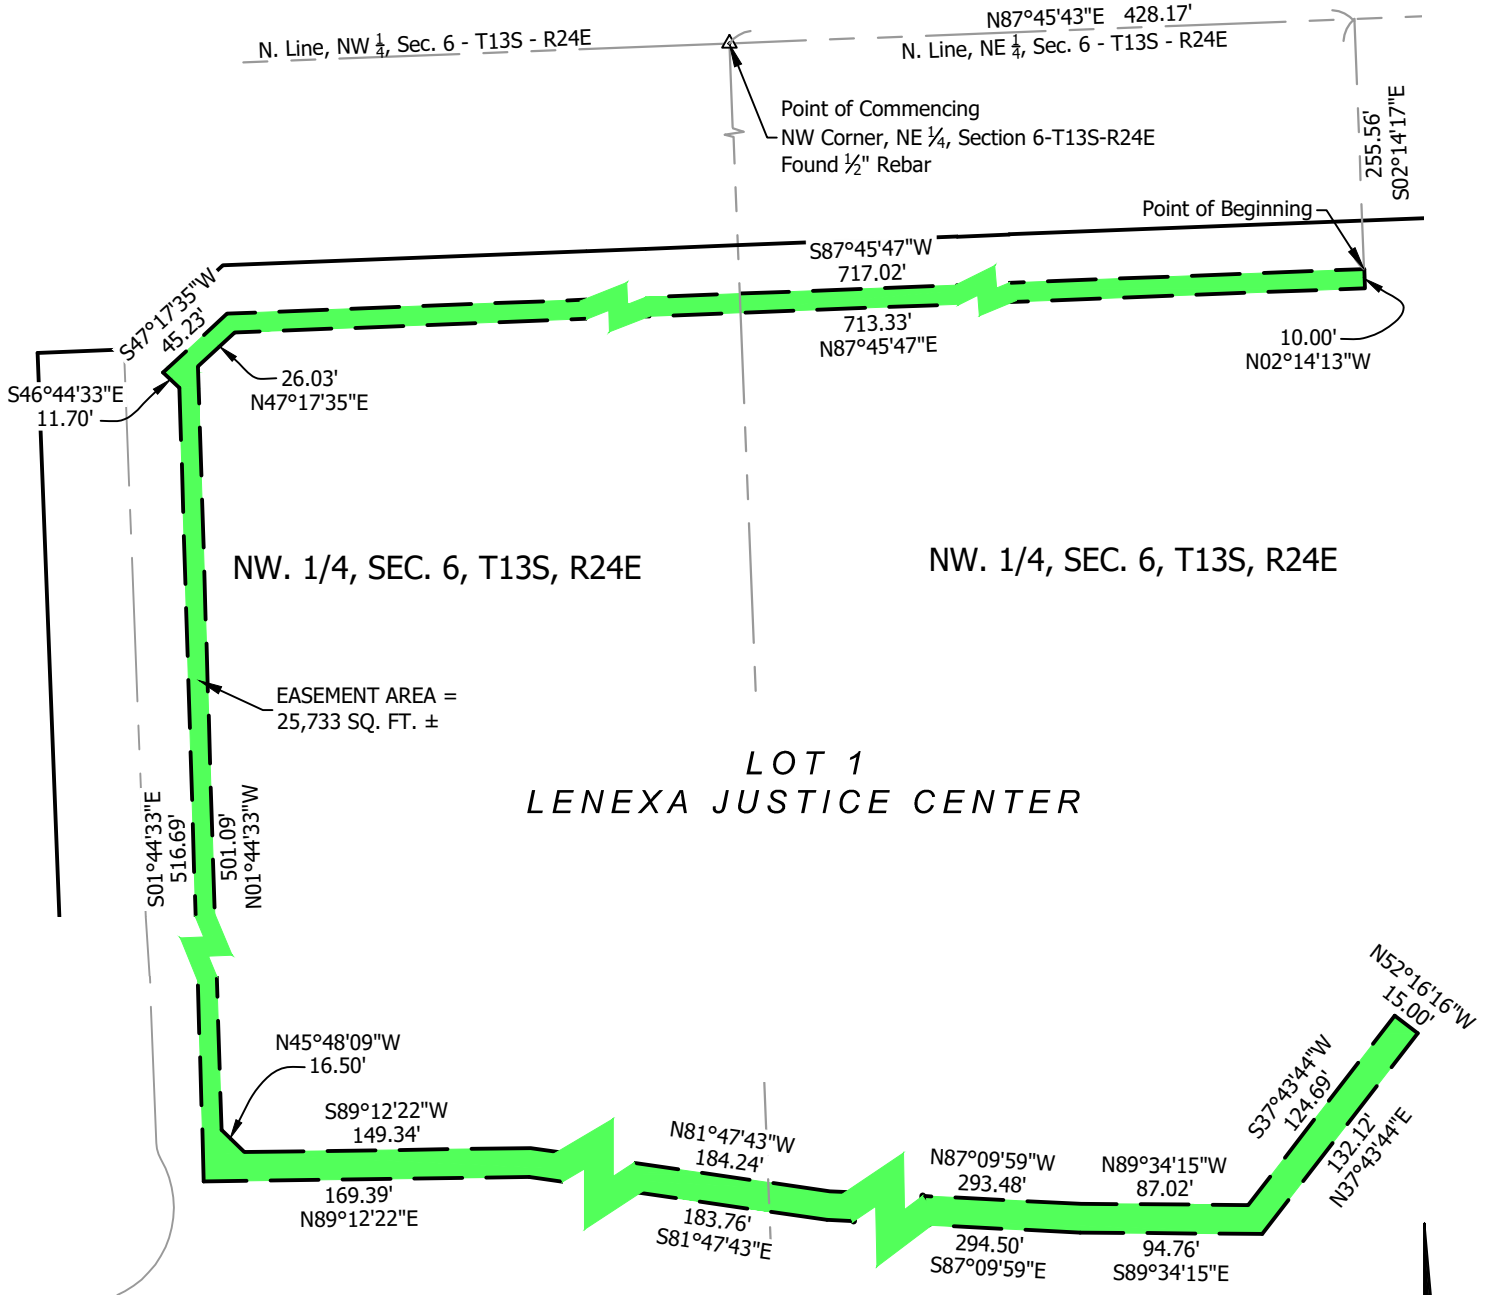 N87°45'43"E 428.17'
N. Line, NW ¼, Sec. 6 - T13S - R24E
N. Line, NE ¼, Sec. 6 - T13S - R24E
Point of Commencing
NW Corner, NE ¼, Section 6-T13S-R24E
Found ½" Rebar
255.56'
S02°14'17"E
Point of Beginning
S87°45'47"W
717.02'
713.33'
N87°45'47"E
10.00'
N02°14'13"W
S47°17'35"W
45.23'
S46°44'33"E
11.70'
26.03'
N47°17'35"E
NW. 1/4, SEC. 6, T13S, R24E
NW. 1/4, SEC. 6, T13S, R24E
EASEMENT AREA =
25,733 SQ. FT. ±
LOT 1
LENEXA JUSTICE CENTER
S01°44'33"E
516.69'
501.09'
N01°44'33"W
N45°48'09"W
16.50'
S89°12'22"W
149.34'
169.39'
N89°12'22"E
N81°47'43"W
184.24'
183.76'
S81°47'43"E
N87°09'59"W
293.48'
294.50'
S87°09'59"E
N89°34'15"W
87.02'
94.76'
S89°34'15"E
S37°43'44"W
124.69'
132.12'
N37°43'44"E
N52°16'16"W
15.00'